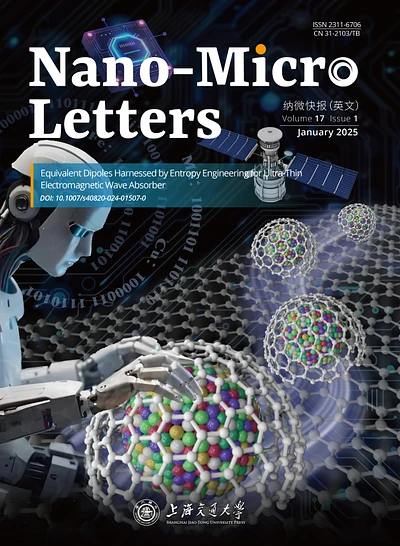 ISSN 2311-6706
CN 31-2103/TB
Nano-Micro
Letters
纳微快报（英文）
Volume 17 Issue 1
January 2025
Equivalent Dipoles Harnessed by Entropy Engineering for Ultra-Thin
Electromagnetic Wave Absorber
DOI: 10.1007/s40820-024-01507-0
上海交通大学
SHANGHAI JIAO TONG UNIVERSITY PRESS